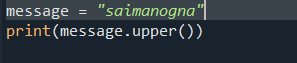 message = "saimanogna"
print(message.upper())